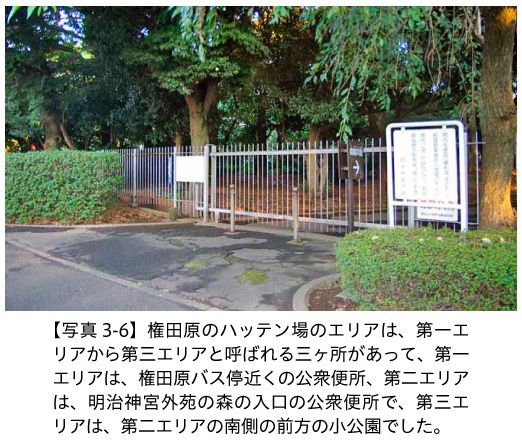 【写真 3-6】権田原のハッテン場のエリアは、第一エ
リアから第三エリアと呼ばれる三ヶ所があって、第一
エリアは、権田原バス停近くの公衆便所、第二エリア
は、明治神宮外苑の森の入口の公衆便所で、第三エ
リアは、第二エリアの南側の前方の小公園でした。